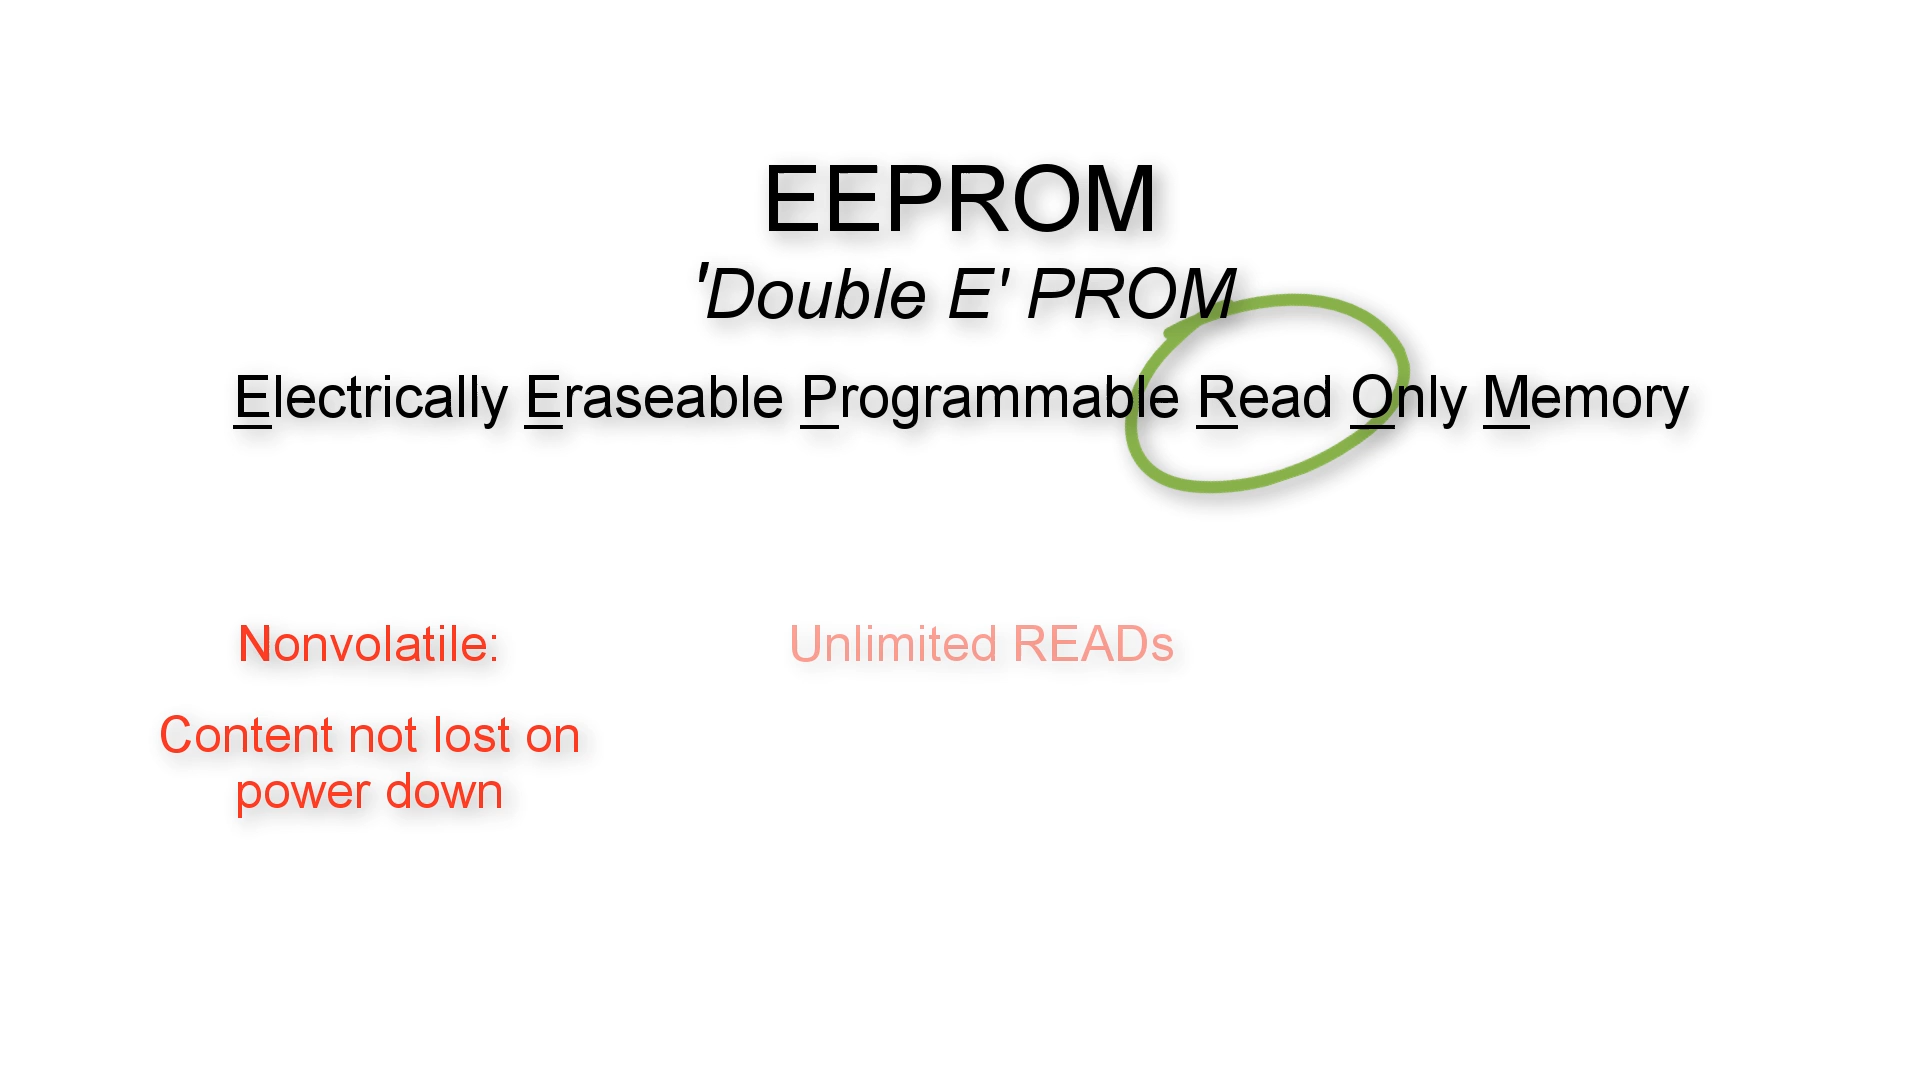 EEPROM
'Double E' PROM
Electrically Eraseable Programmable Read Only Memory
Nonvolatile:
Unlimited READs
Content not lost on
power down